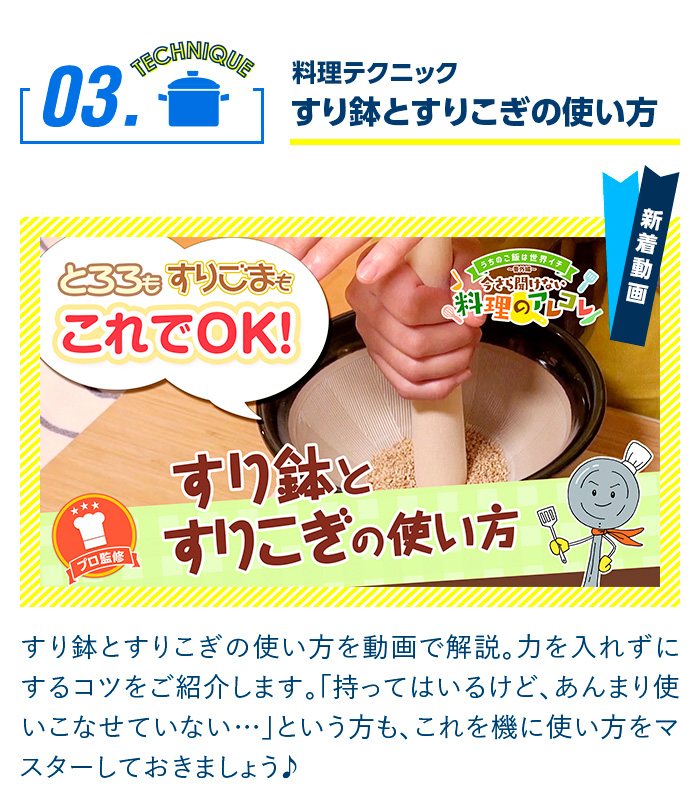 03.
TECHNIQUE
料理テクニック
すり鉢とすりこぎの使い方
新着動画
とろろも すりごまも
これでOK!
うちのご飯は世界イチ
～番外編～
今さら聞けない
料理のアレコレ
すり鉢と
すりこぎの使い方
プロ監修
すり鉢とすりこぎの使い方を動画で解説。力を入れずに
するコツをご紹介します。「持ってはいるけど、あんまり使
いこなせていない…」という方も、これを機に使い方をマ
スターしておきましょう♪